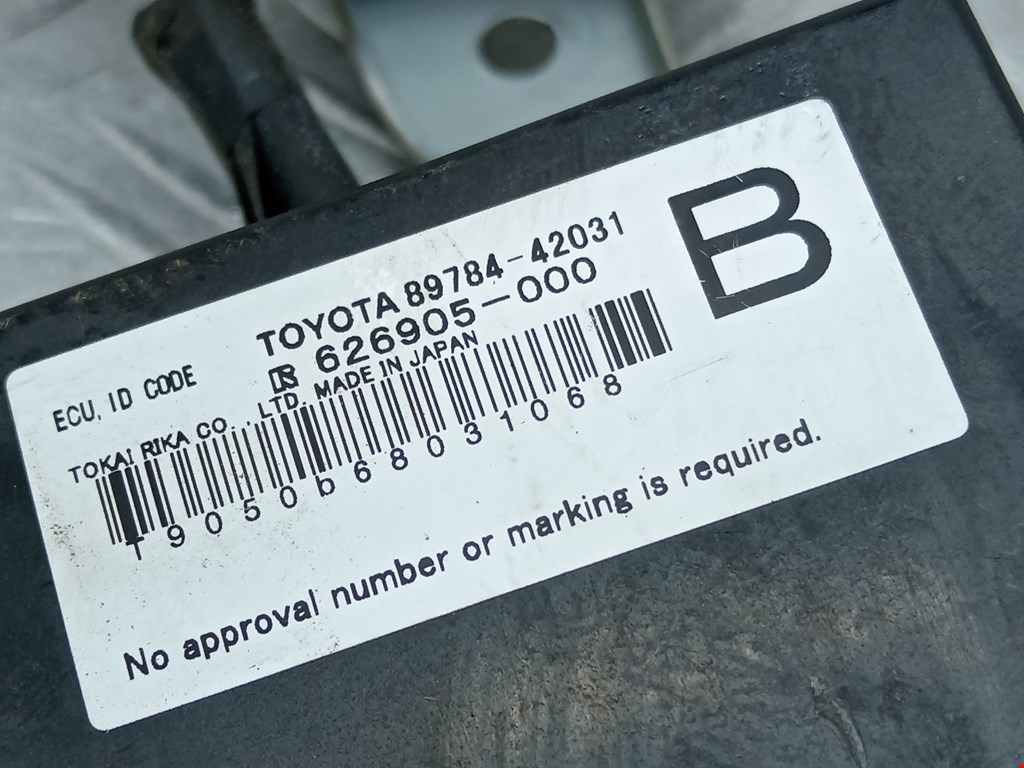 TOYOTA 89784-42031
626905-000
B
ECU, ID CODE
TOKAI RIKA CO.,LTD. MADE IN JAPAN
T9050b68031068
No approval number or marking is required.